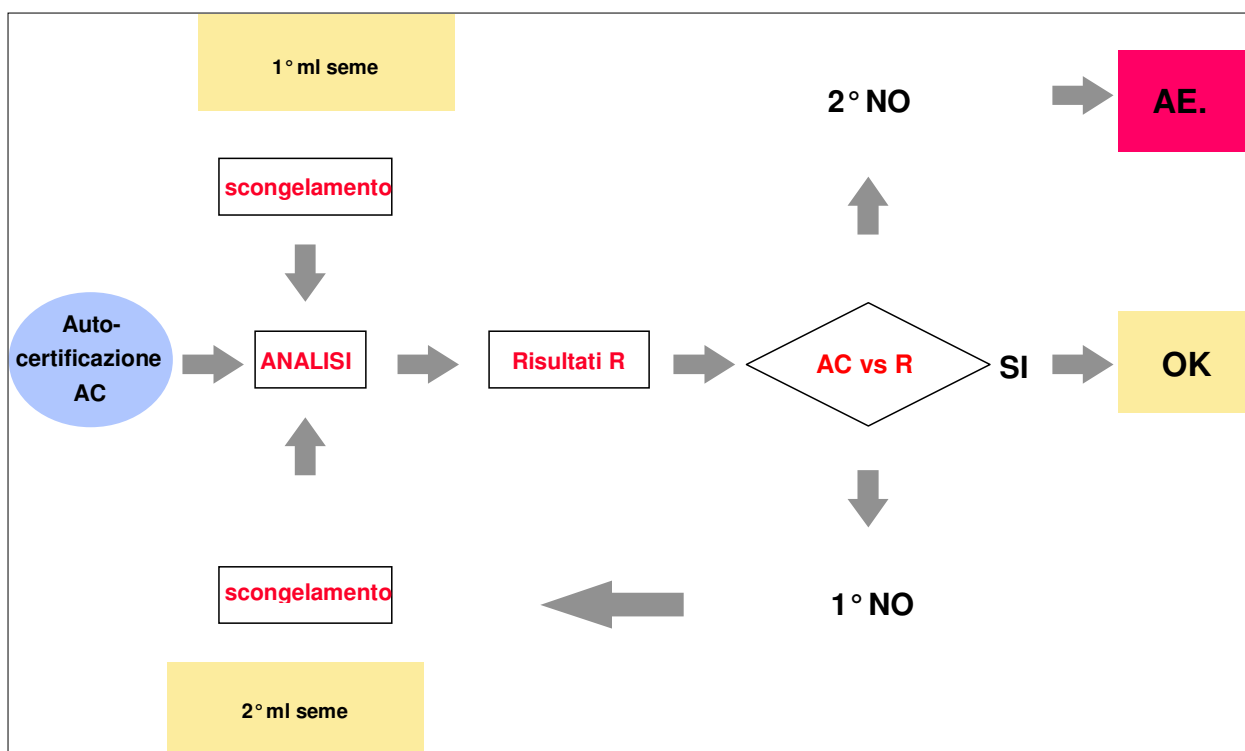 1° ml seme
2° NO
AE.
scongelamento
Auto-
certificazione
AC
ANALISI
Risultati R
AC vs R
SI
OK
scongelamento
1° NO
2° ml seme